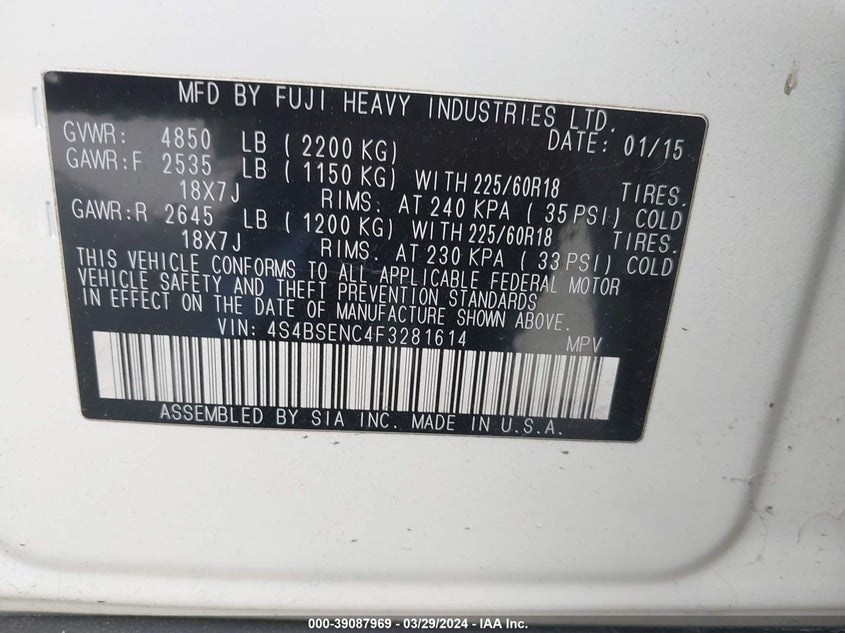 MFD BY FUJI HEAVY INDUSTRIES LTD.
GVWR: 4850 LB ( 2200 KG) DATE: 01/15
GAWR:F 2535 LB ( 1150 KG) WITH 225/60R18 TIRES.
18X7J RIMS. AT 240 KPA ( 35 PSI) COLD
GAWR:R 2645 LB ( 1200 KG) WITH 225/60R18 TIRES.
18X7J RIMS. AT 230 KPA ( 33 PSI) COLD
THIS VEHICLE CONFORMS TO ALL APPLICABLE FEDERAL MOTOR
VEHICLE SAFETY AND THEFT PREVENTION STANDARDS
IN EFFECT ON THE DATE OF MANUFACTURE SHOWN ABOVE.
VIN: 4S4BSENC4F3281614 MPV
ASSEMBLED BY SIA INC. MADE IN U.S.A.
000-39087969 - 03/29/2024 - IAA Inc.